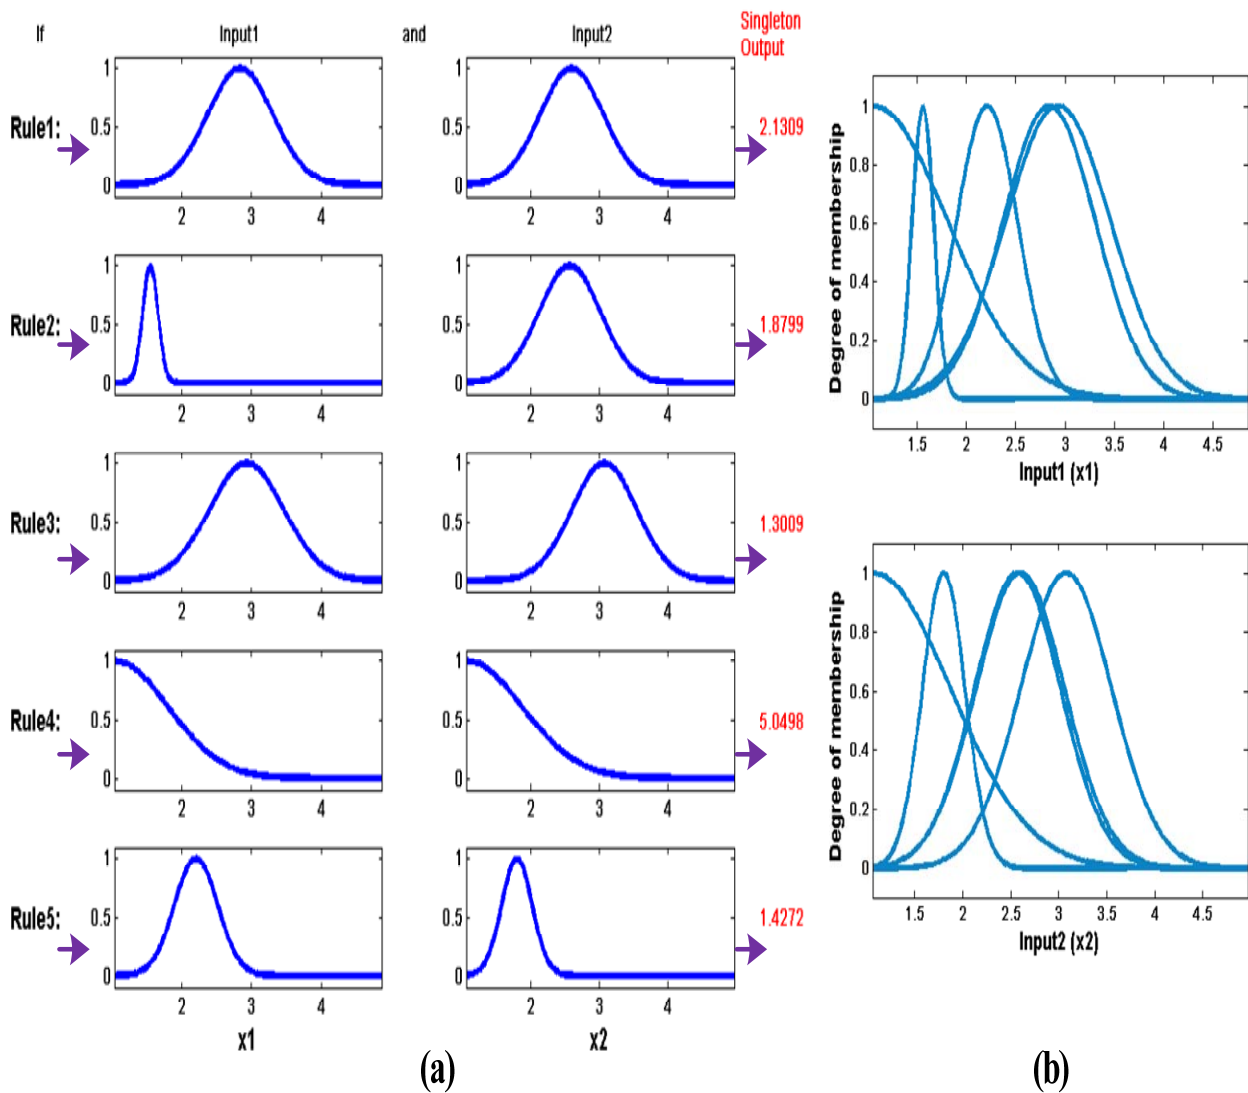 If Input1 and Input2 Singleton
Output
Rule1:
1
0.5
0
2 3 4
1
0.5
0
2 3 4
2.1309
Rule2:
1
0.5
0
2 3 4
1
0.5
0
2 3 4
1.8799
Rule3:
1
0.5
0
2 3 4
1
0.5
0
2 3 4
1.3009
Rule4:
1
0.5
0
2 3 4
1
0.5
0
2 3 4
5.0498
Rule5:
1
0.5
0
2 3 4
x1
1
0.5
0
2 3 4
x2
1.4272
(a)
Degree of membership
1
0.8
0.6
0.4
0.2
0
1.5 2 2.5 3 3.5 4 4.5
Input1 (x1)
Degree of membership
1
0.8
0.6
0.4
0.2
0
1.5 2 2.5 3 3.5 4 4.5
Input2 (x2)
(b)